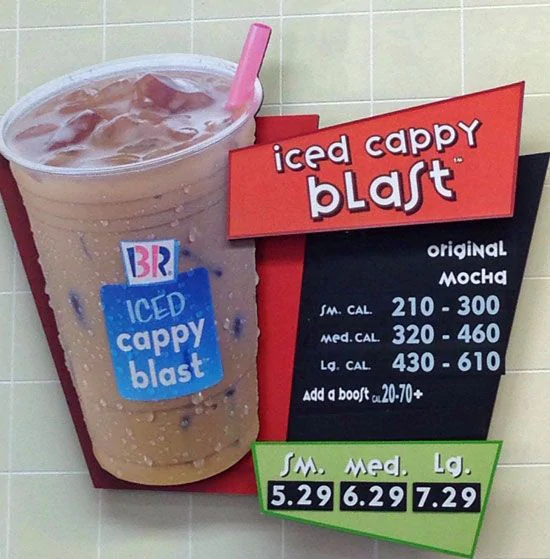 iced cappy
blast™
BR®
ICED
cappy
blast™
original
Mocha
SM. CAL. 210 - 300
Med. CAL. 320 - 460
Lg. CAL. 430 - 610
Add a boost CAL 20-70+
SM. Med. Lg.
5.29 6.29 7.29